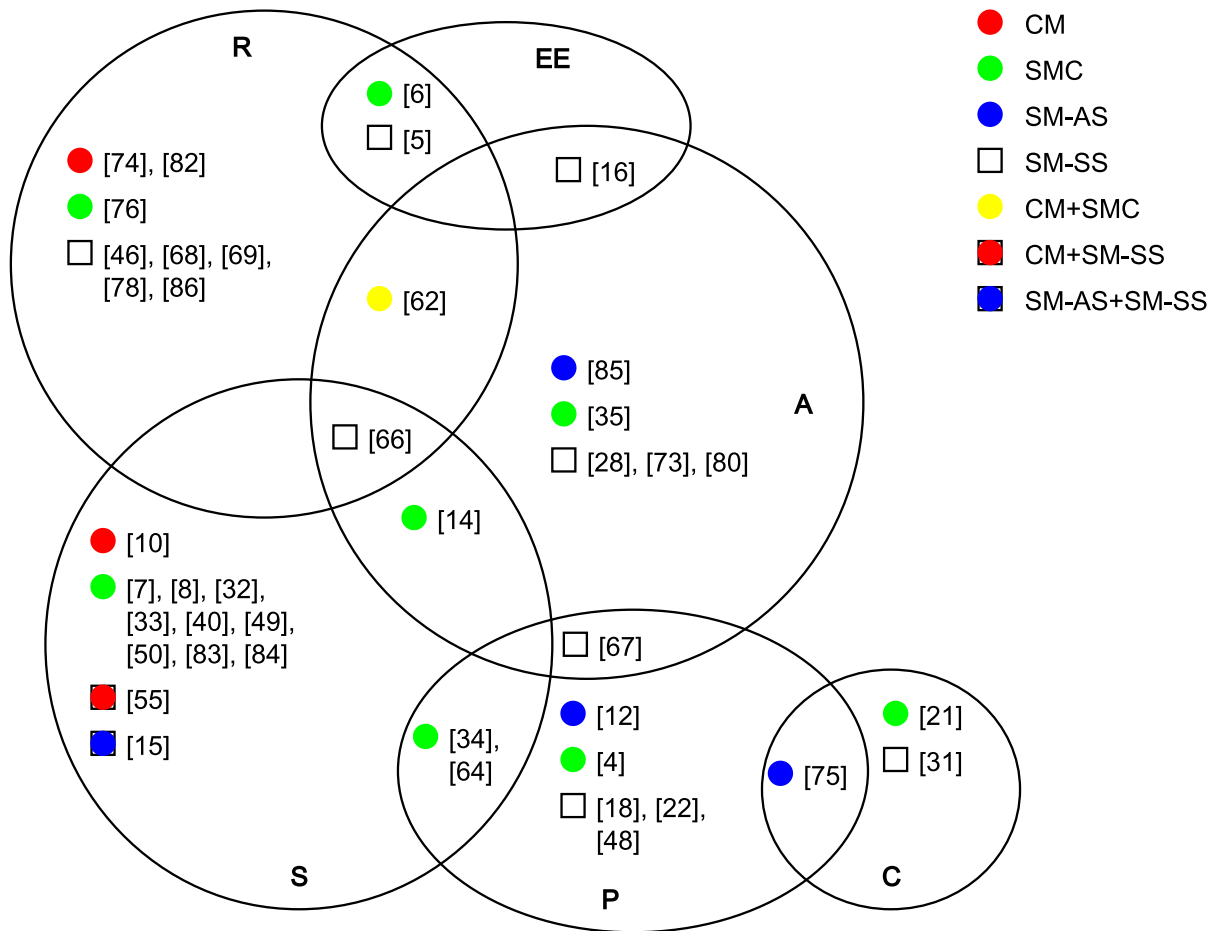 R
EE
[6]
[5]
[16]
[74], [82]
[76]
[46], [68], [69],
[78], [86]
[62]
[85]
[35]
[28], [73], [80]
A
[66]
[14]
[10]
[7], [8], [32],
[33], [40], [49],
[50], [83], [84]
[55]
[15]
S
[67]
[34],
[64]
[12]
[4]
[18], [22],
[48]
P
[75]
[21]
[31]
C
CM
SMC
SM-AS
SM-SS
CM+SMC
CM+SM-SS
SM-AS+SM-SS